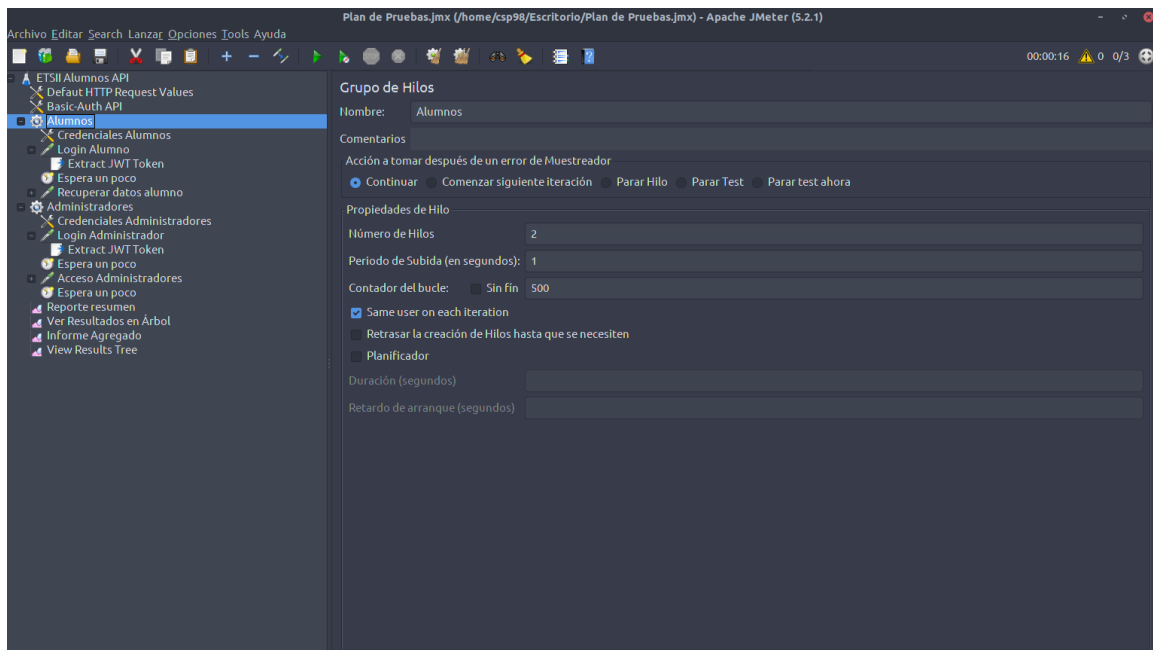 Plan de Pruebas.jmx (/home/csp98/Escritorio/Plan de Pruebas.jmx) - Apache JMeter (5.2.1)
Archivo Editar Search Lanzar Opciones Tools Ayuda
00:00:16 0 0/3
ETSII Alumnos API
Defaut HTTP Request Values
Basic-Auth API
Alumnos
Credenciales Alumnos
Login Alumno
Extract JWT Token
Espera un poco
Recuperar datos alumno
Administradores
Credenciales Administradores
Login Administrador
Extract JWT Token
Espera un poco
Acceso Administradores
Espera un poco
Reporte resumen
Ver Resultados en Árbol
Informe Agregado
View Results Tree
Grupo de Hilos
Nombre: Alumnos
Comentarios
Acción a tomar después de un error de Muestreador
Continuar Comenzar siguiente iteración Parar Hilo Parar Test Parar test ahora
Propiedades de Hilo
Número de Hilos 2
Periodo de Subida (en segundos): 1
Contador del bucle: Sin fín 500
Same user on each iteration
Retrasar la creación de Hilos hasta que se necesiten
Planificador
Duración (segundos)
Retardo de arranque (segundos)